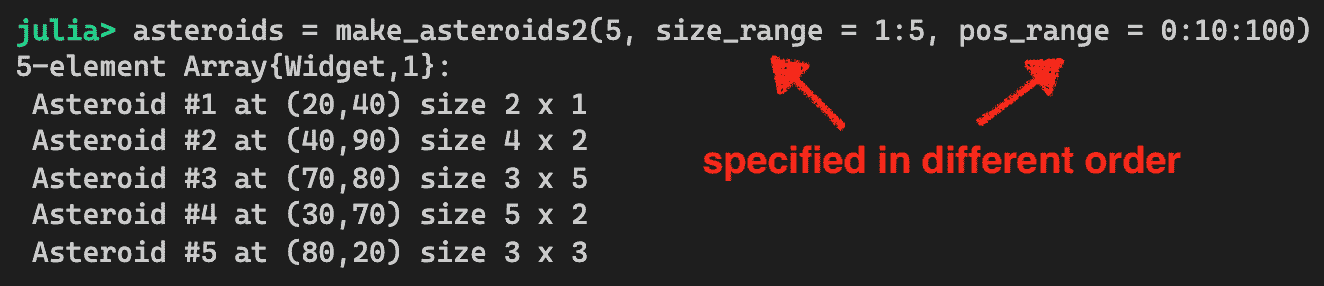 julia> asteroids = make_asteroids2(5, size_range = 1:5, pos_range = 0:10:100)
5-element Array{Widget,1}:
Asteroid #1 at (20,40) size 2 x 1
Asteroid #2 at (40,90) size 4 x 2
Asteroid #3 at (70,80) size 3 x 5
Asteroid #4 at (30,70) size 5 x 2
Asteroid #5 at (80,20) size 3 x 3
specified in different order